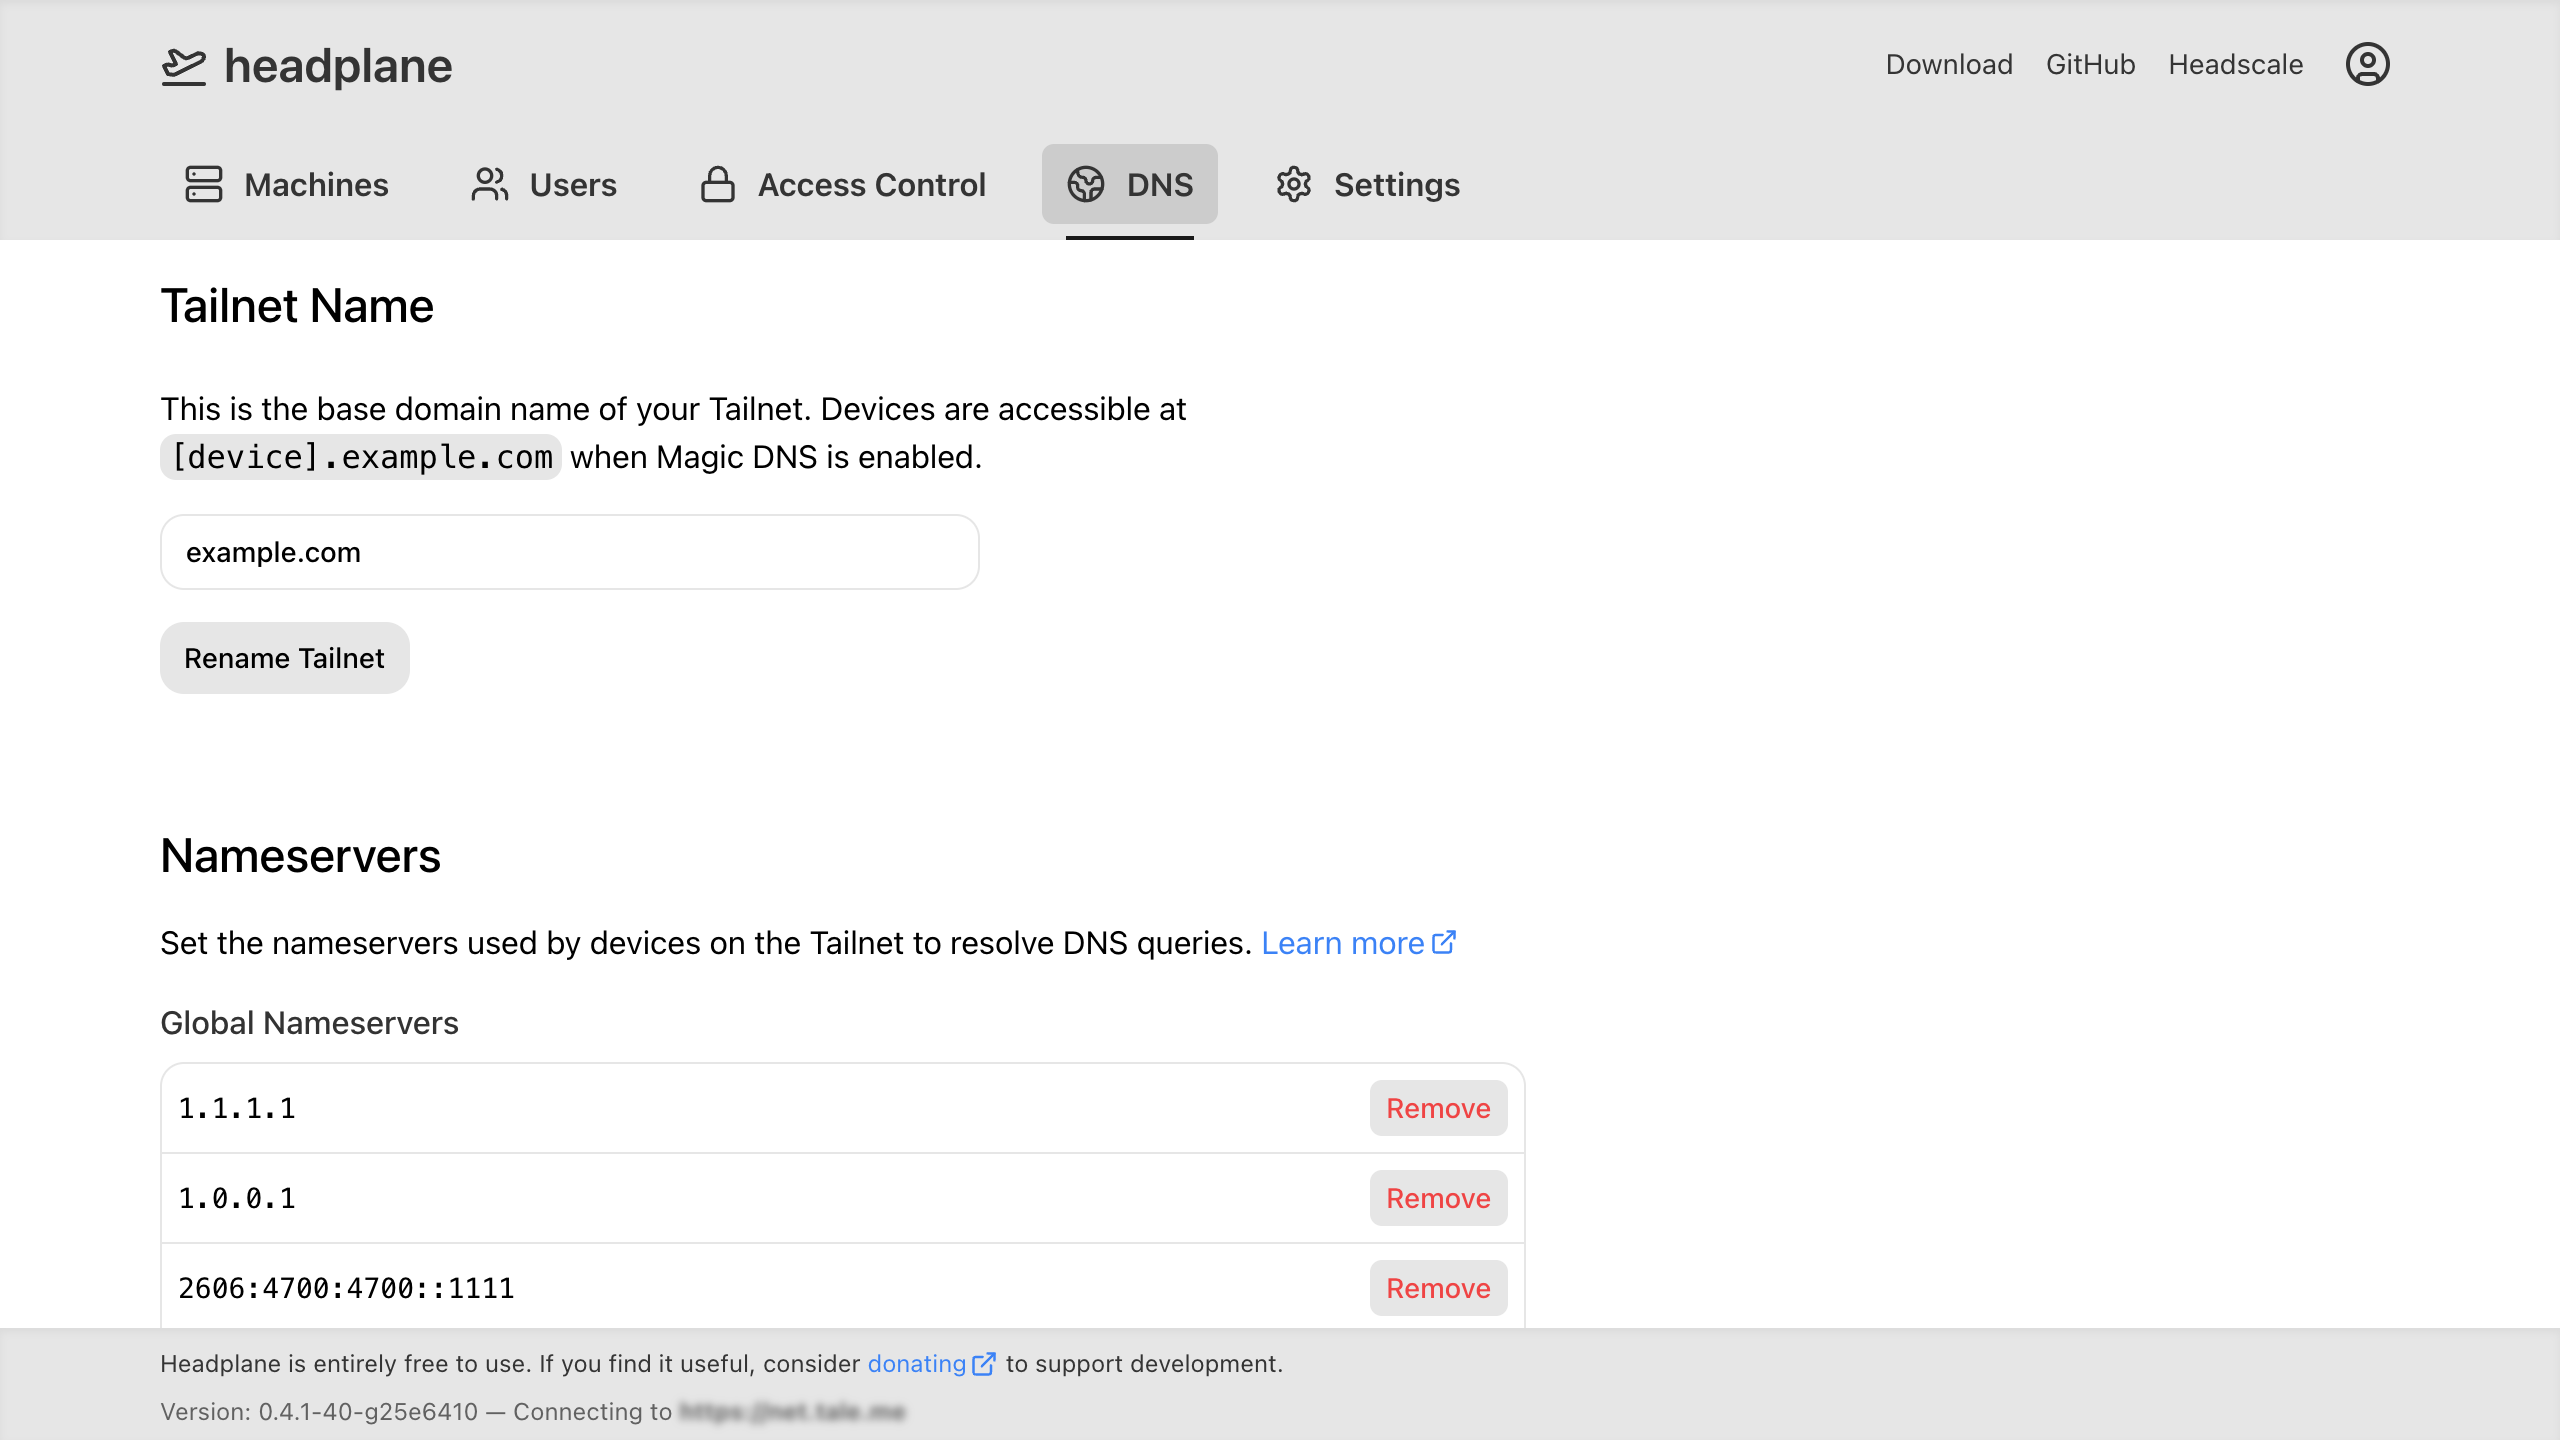 headplane
Download GitHub Headscale
Machines Users Access Control DNS Settings
Tailnet Name
This is the base domain name of your Tailnet. Devices are accessible at
[device].example.com when Magic DNS is enabled.
example.com
Rename Tailnet
Nameservers
Set the nameservers used by devices on the Tailnet to resolve DNS queries. Learn more
Global Nameservers
1.1.1.1 Remove
1.0.0.1 Remove
2606:4700:4700::1111 Remove
Headplane is entirely free to use. If you find it useful, consider donating to support development.
Version: 0.4.1-40-g25e6410 — Connecting to